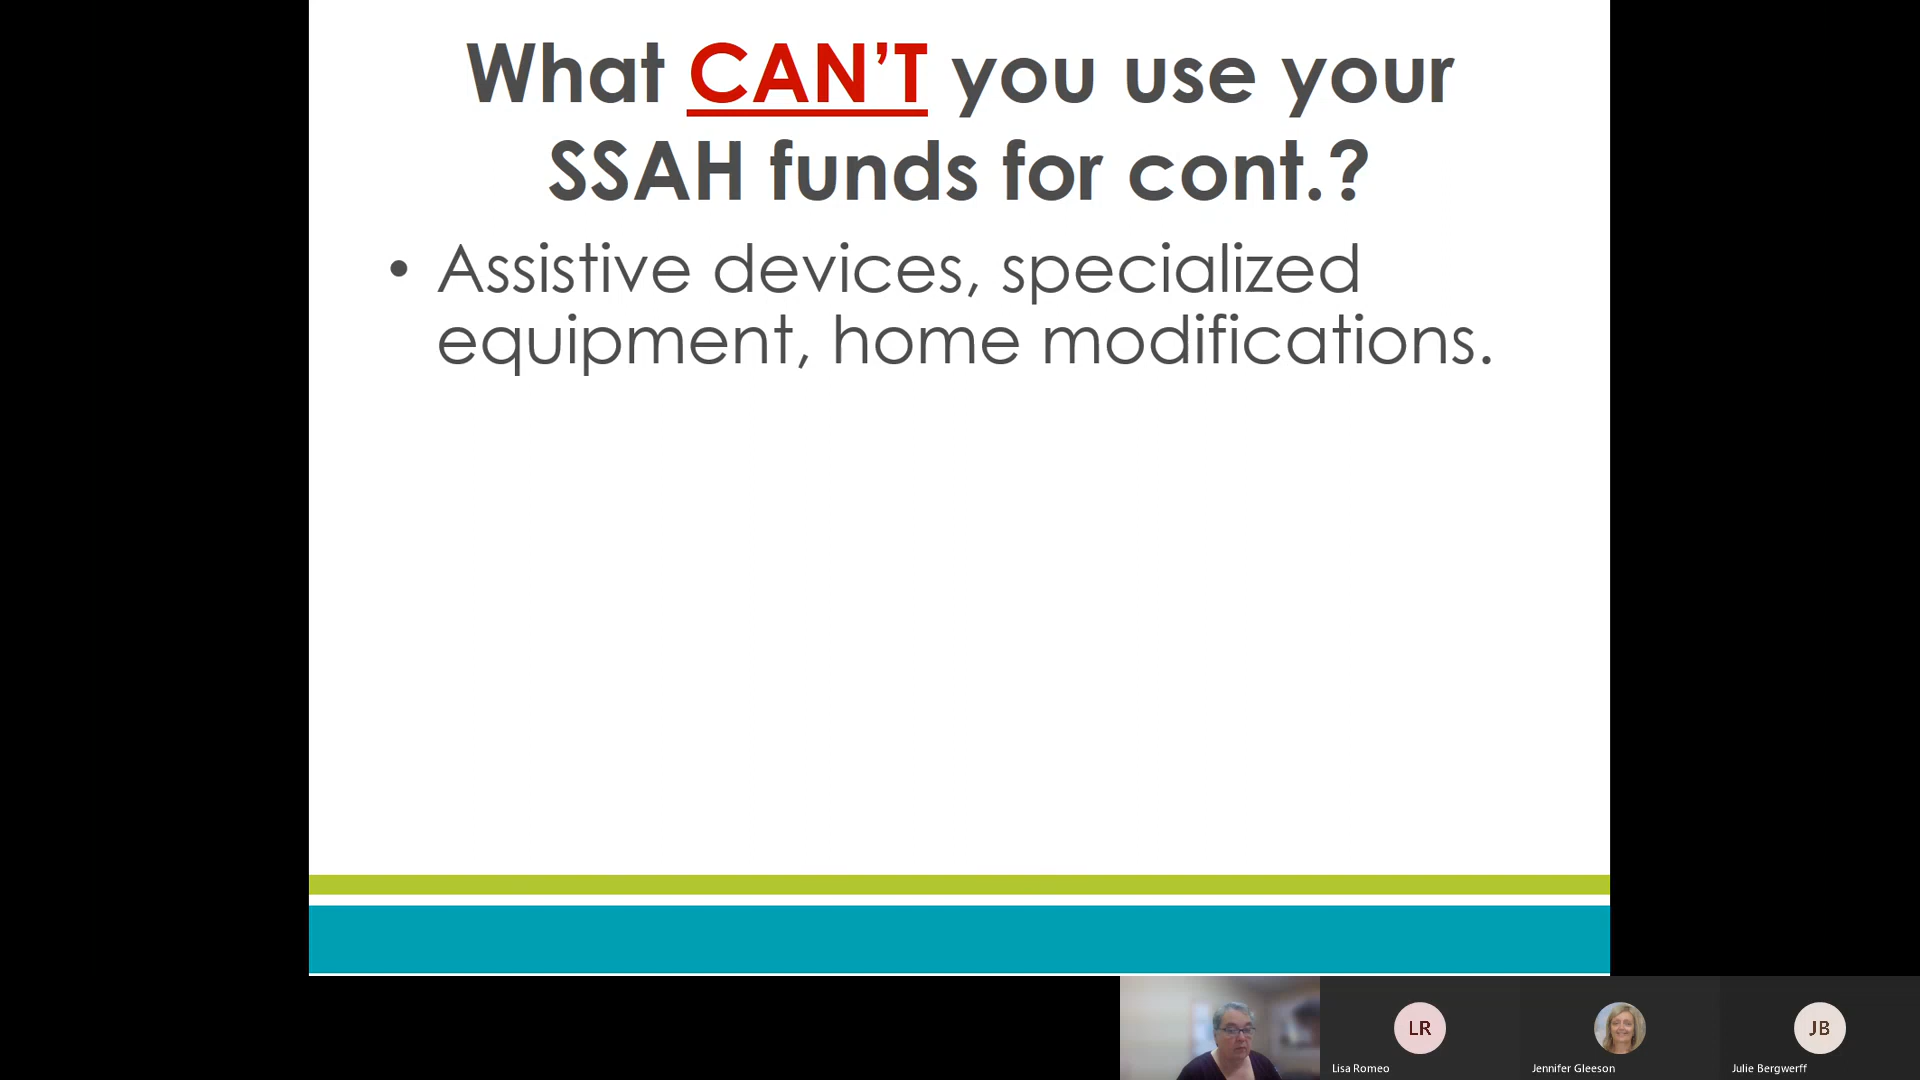 What CAN’T you use your
SSAH funds for cont.?
• Assistive devices, specialized
equipment, home modifications.
LR
JB
Lisa Romeo
Jennifer Gleeson
Julie Bergwerff